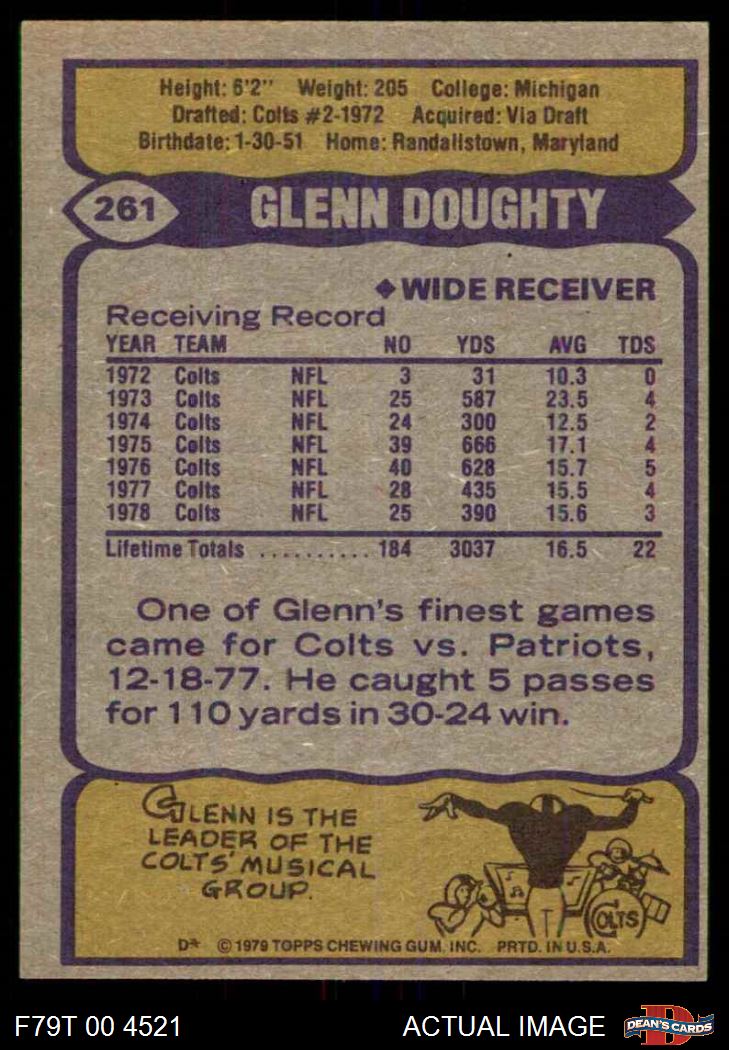 Height: 6'2" Weight: 205 College: Michigan
Drafted: Colts #2-1972 Acquired: Via Draft
Birthdate: 1-30-51 Home: Randallstown, Maryland
261 GLENN DOUGHTY
◆ WIDE RECEIVER
Receiving Record
YEAR TEAM NO YDS AVG TDS
1972 Colts NFL 3 31 10.3 0
1973 Colts NFL 25 587 23.5 4
1974 Colts NFL 24 300 12.5 2
1975 Colts NFL 39 666 17.1 4
1976 Colts NFL 40 628 15.7 5
1977 Colts NFL 28 435 15.5 4
1978 Colts NFL 25 390 15.6 3
Lifetime Totals .......... 184 3037 16.5 22
One of Glenn's finest games
came for Colts vs. Patriots,
12-18-77. He caught 5 passes
for 110 yards in 30-24 win.
GLENN IS THE
LEADER OF THE
COLTS' MUSICAL
GROUP.
COLTS
D* © 1979 TOPPS CHEWING GUM, INC. PRTD. IN U.S.A.
F79T 00 4521 ACTUAL IMAGE D DEAN'S CARDS